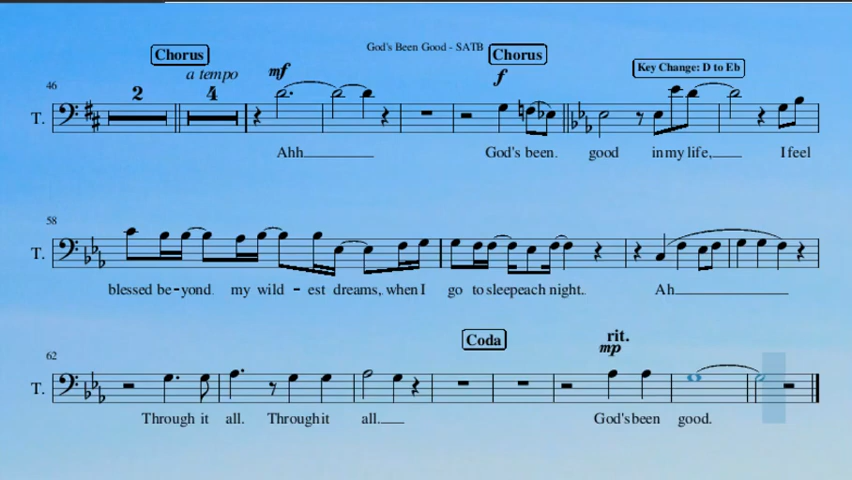 God's Been Good - SATB
Chorus
Chorus
a tempo
mf
f
Key Change: D to Eb
46
2
4
T.
Ahh
God's been.
good
in my life,
I feel
58
T.
blessed be-yond my wild - est dreams, when I go to sleep each night. Ah
Coda
rit.
mp
62
T.
Through it all. Through it all. God's been good.